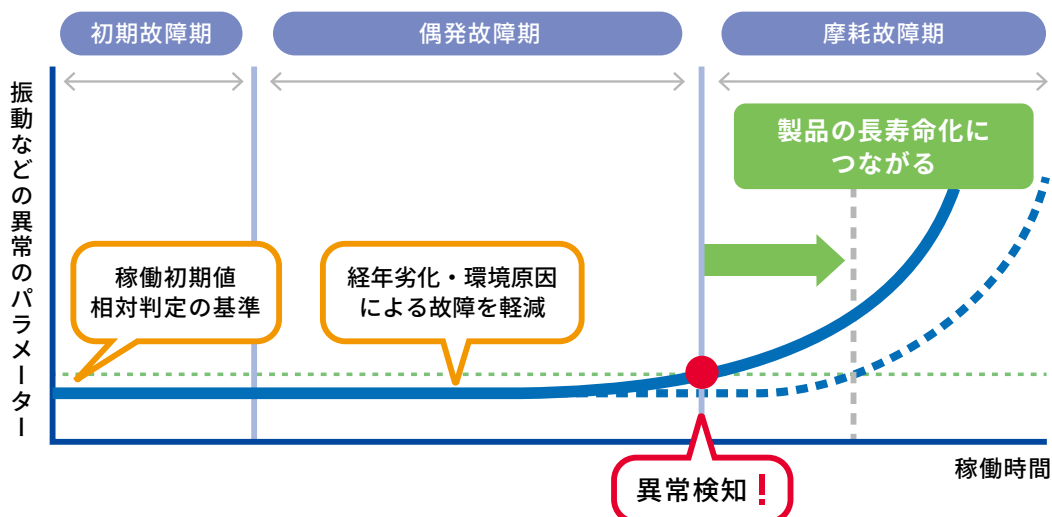 初期故障期
偶発故障期
摩耗故障期
振動などの異常のパラメーター
製品の長寿命化に
つながる
稼働初期値
相対判定の基準
経年劣化・環境原因
による故障を軽減
稼働時間
異常検知！